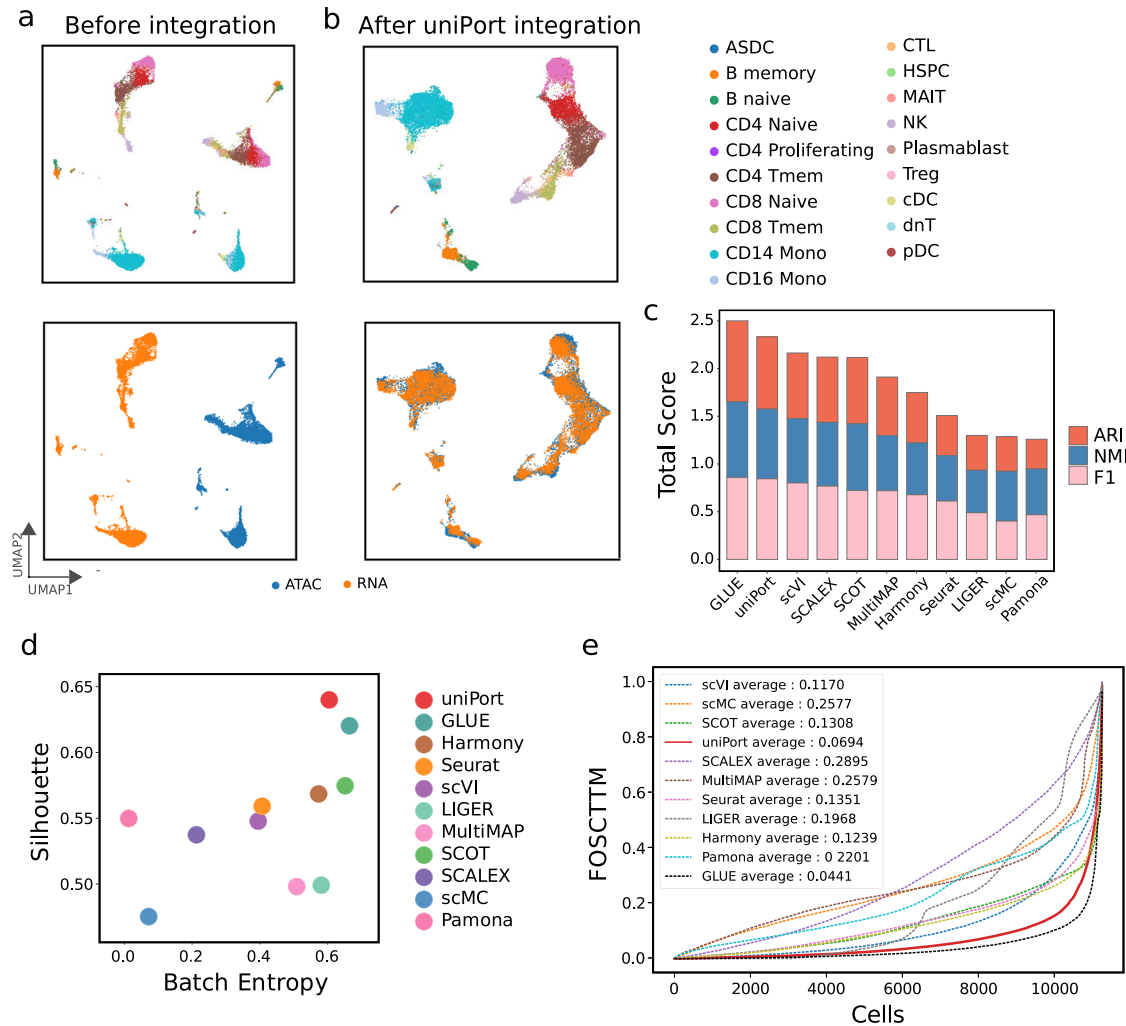 a
Before integration
b
After uniPort integration
ASDC
B memory
B naive
CD4 Naive
CD4 Proliferating
CD4 Tmem
CD8 Naive
CD8 Tmem
CD14 Mono
CD16 Mono
CTL
HSPC
MAIT
NK
Plasmablast
Treg
cDC
dnT
pDC
UMAP2
UMAP1
ATAC
RNA
c
Total Score
2.5
2.0
1.5
1.0
0.5
0.0
GLUE
uniPort
scVI
SCALEX
SCOT
MultiMAP
Harmony
Seurat
LIGER
scMC
Pamona
ARI
NMI
F1
d
Silhouette
0.65
0.60
0.55
0.50
0.0 0.2 0.4 0.6
Batch Entropy
uniPort
GLUE
Harmony
Seurat
scVI
LIGER
MultiMAP
SCOT
SCALEX
scMC
Pamona
e
FOSCTTM
1.0
0.8
0.6
0.4
0.2
0.0
scVI average : 0.1170
scMC average : 0.2577
SCOT average : 0.1308
uniPort average : 0.0694
SCALEX average : 0.2895
MultiMAP average : 0.2579
Seurat average : 0.1351
LIGER average : 0.1968
Harmony average : 0.1239
Pamona average : 0 2201
GLUE average : 0.0441
0 2000 4000 6000 8000 10000
Cells